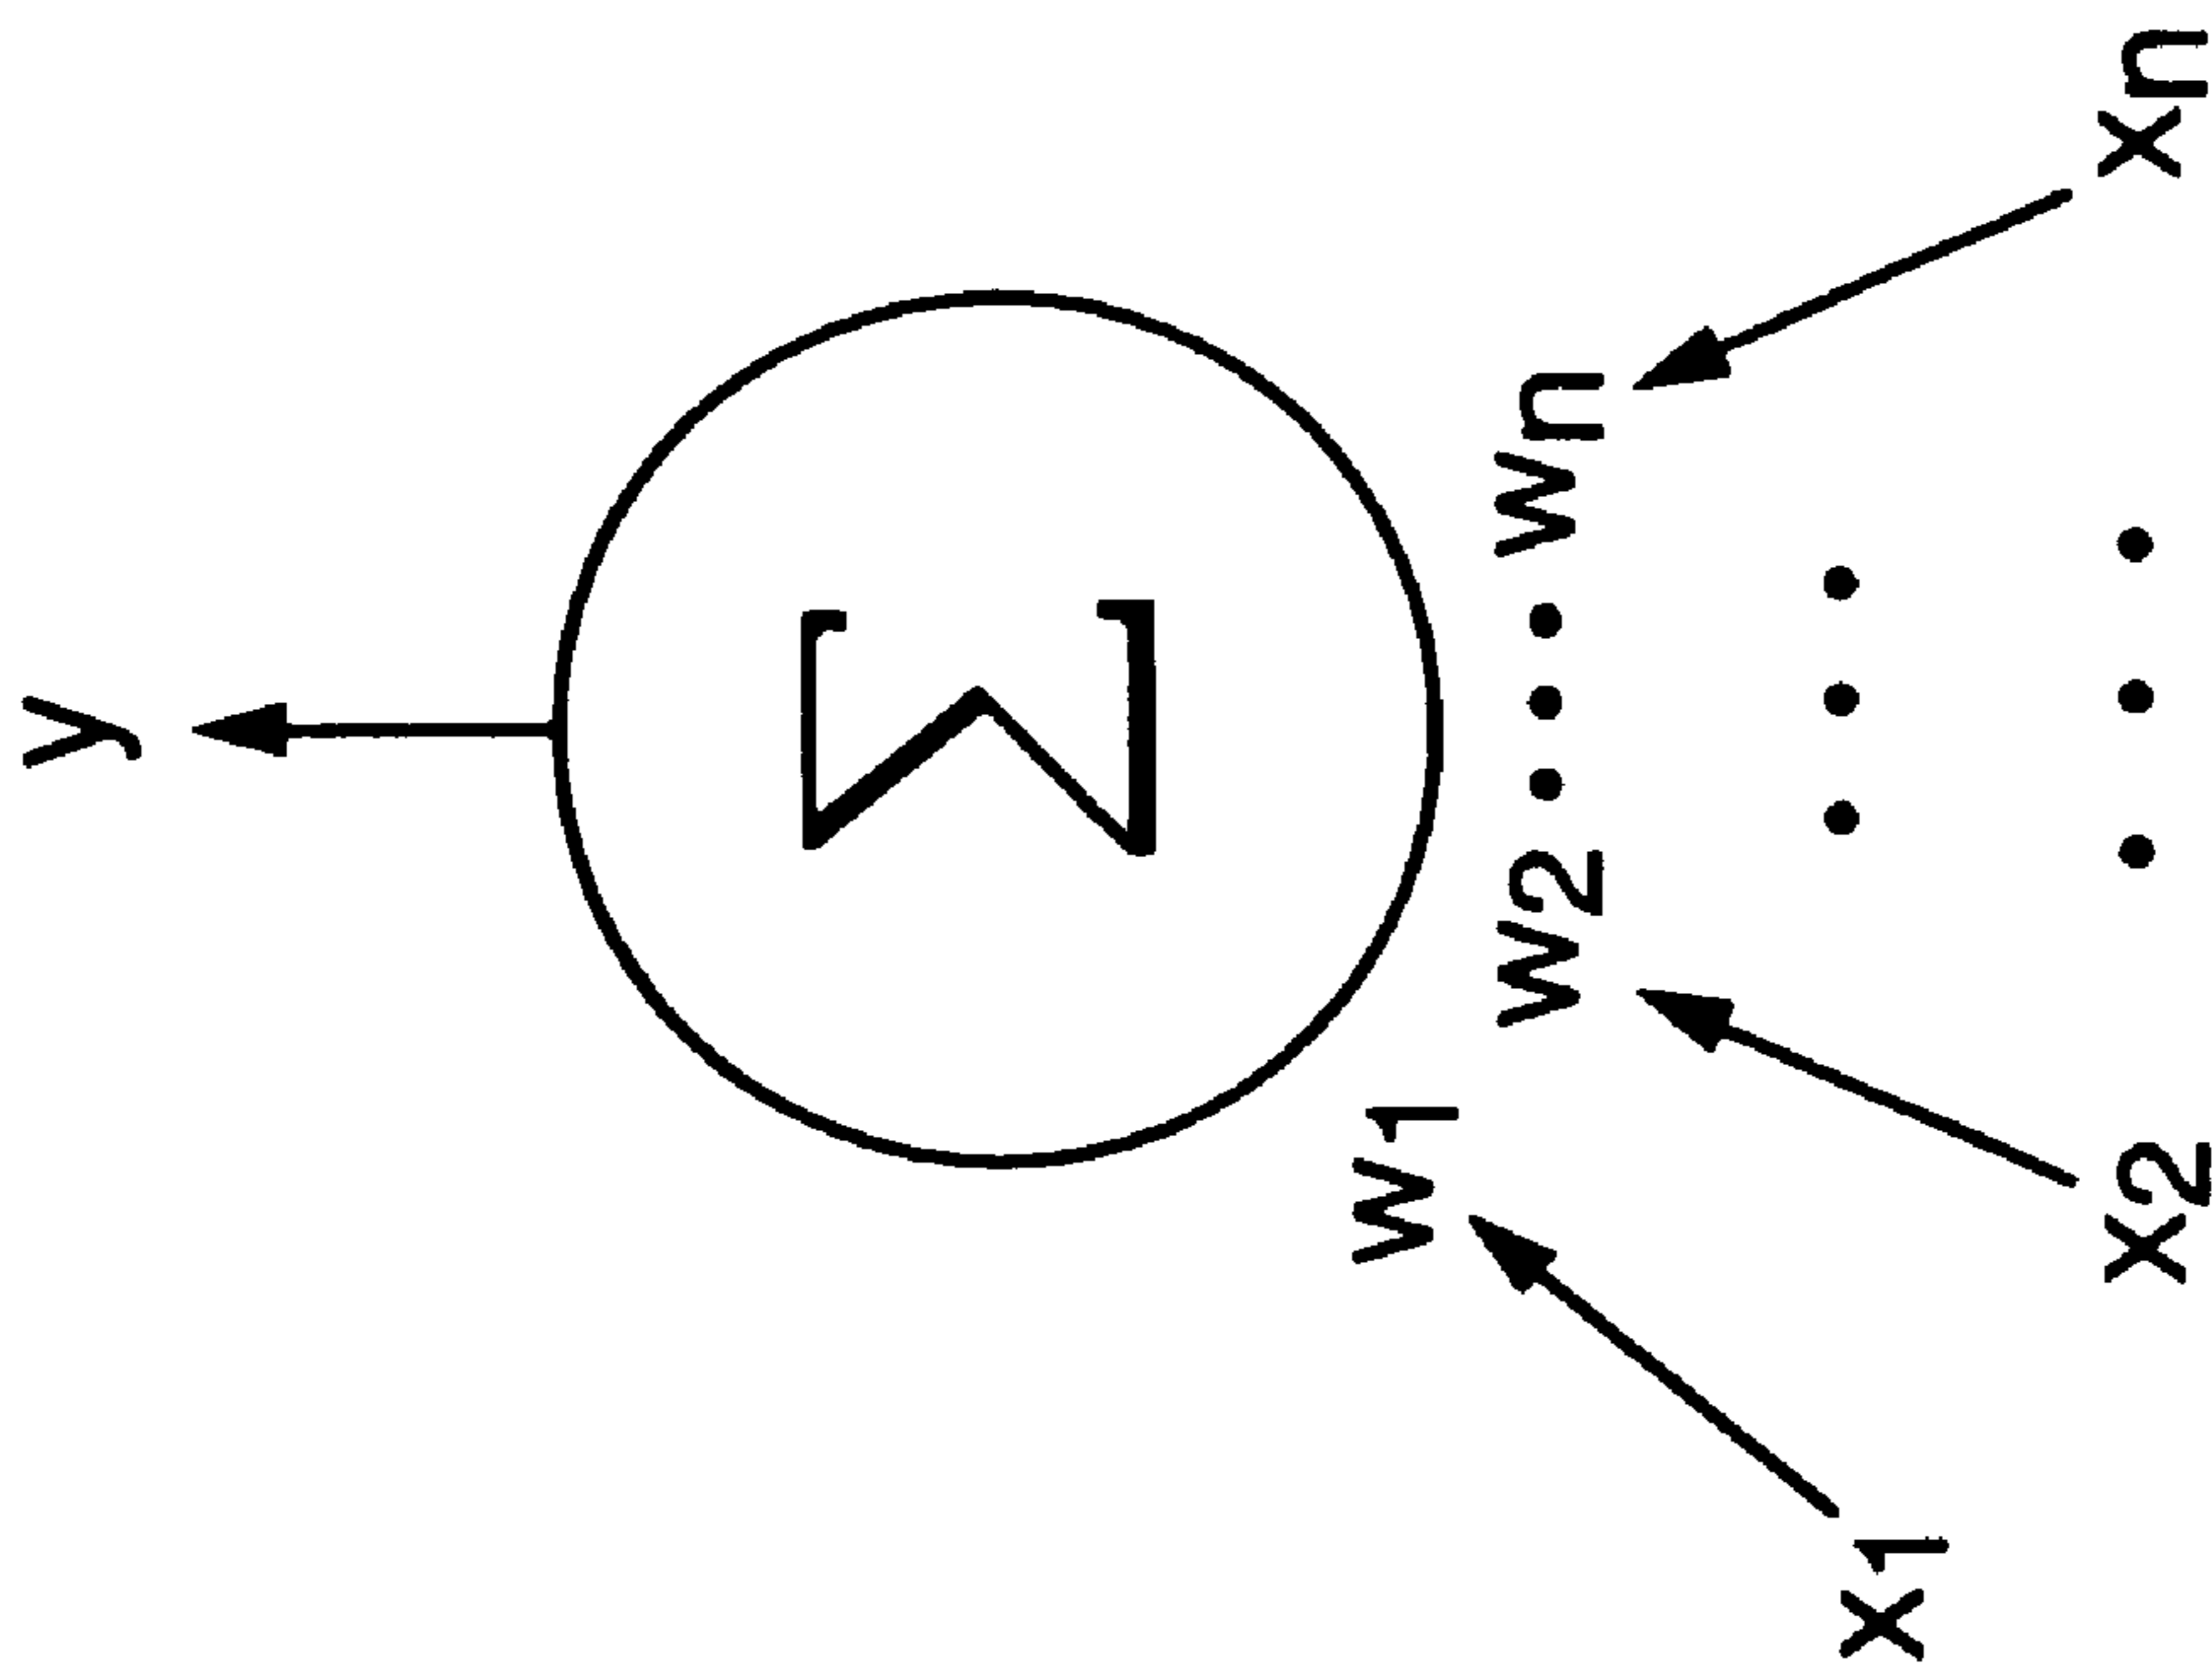 y
Σ
w1
w2 • • • wn
• • •
x1
x2 • • • xn